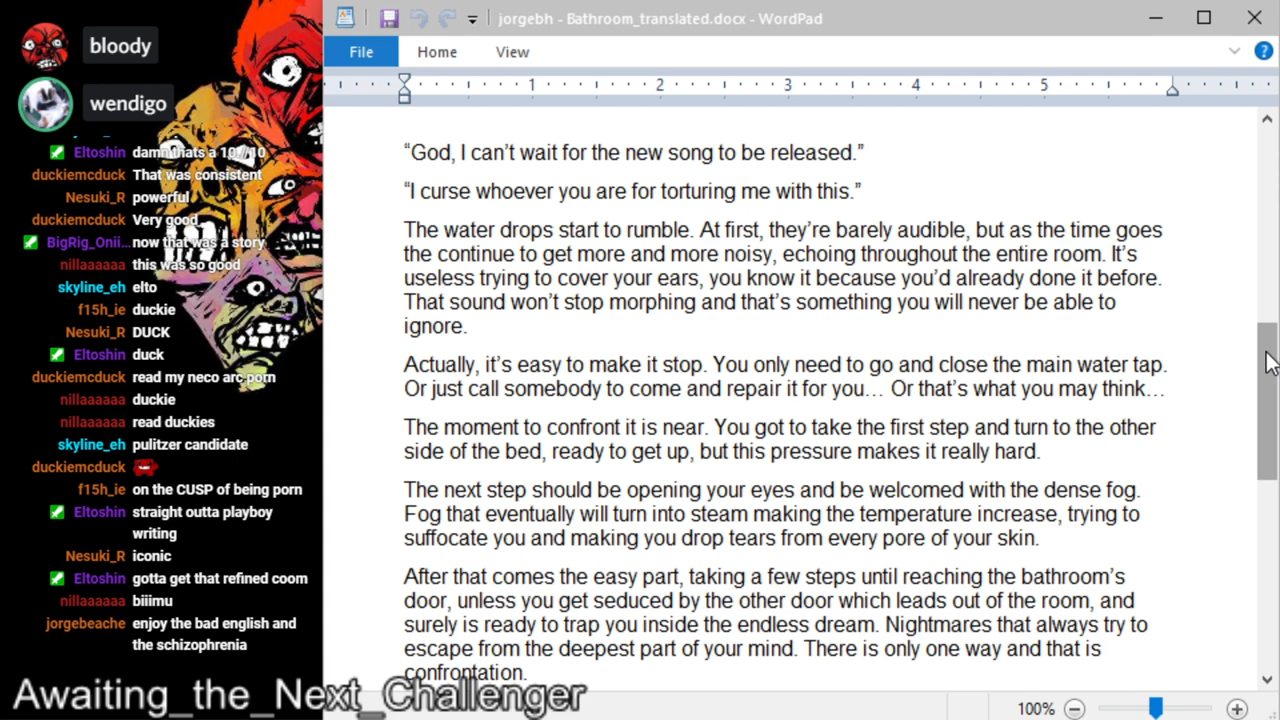 bloody
wendigo
Eltoshin damn thats a 10//10
duckiemcduck That was consistent
Nesuki_R powerful
duckiemcduck Very good
BigRig_Onii... now that was a story
nillaaaaaa this was so good
skyline_eh elto
f15h_ie duckie
Nesuki_R DUCK
Eltoshin duck
duckiemcduck read my neco arc porn
nillaaaaaa duckie
nillaaaaaa read duckies
skyline_eh pulitzer candidate
duckiemcduck
f15h_ie on the CUSP of being porn
Eltoshin straight outta playboy
writing
Nesuki_R iconic
Eltoshin gotta get that refined coom
nillaaaaaa biiimu
jorgebeache enjoy the bad english and
the schizophrenia
Awaiting_the_Next_Challenger
jorgebh - Bathroom_translated.docx - WordPad
File Home View
1 2 3 4 5
“God, I can’t wait for the new song to be released.”
“I curse whoever you are for torturing me with this.”
The water drops start to rumble. At first, they’re barely audible, but as the time goes
the continue to get more and more noisy, echoing throughout the entire room. It’s
useless trying to cover your ears, you know it because you’d already done it before.
That sound won’t stop morphing and that’s something you will never be able to
ignore.
Actually, it’s easy to make it stop. You only need to go and close the main water tap.
Or just call somebody to come and repair it for you… Or that’s what you may think…
The moment to confront it is near. You got to take the first step and turn to the other
side of the bed, ready to get up, but this pressure makes it really hard.
The next step should be opening your eyes and be welcomed with the dense fog.
Fog that eventually will turn into steam making the temperature increase, trying to
suffocate you and making you drop tears from every pore of your skin.
After that comes the easy part, taking a few steps until reaching the bathroom’s
door, unless you get seduced by the other door which leads out of the room, and
surely is ready to trap you inside the endless dream. Nightmares that always try to
escape from the deepest part of your mind. There is only one way and that is
confrontation.
100%